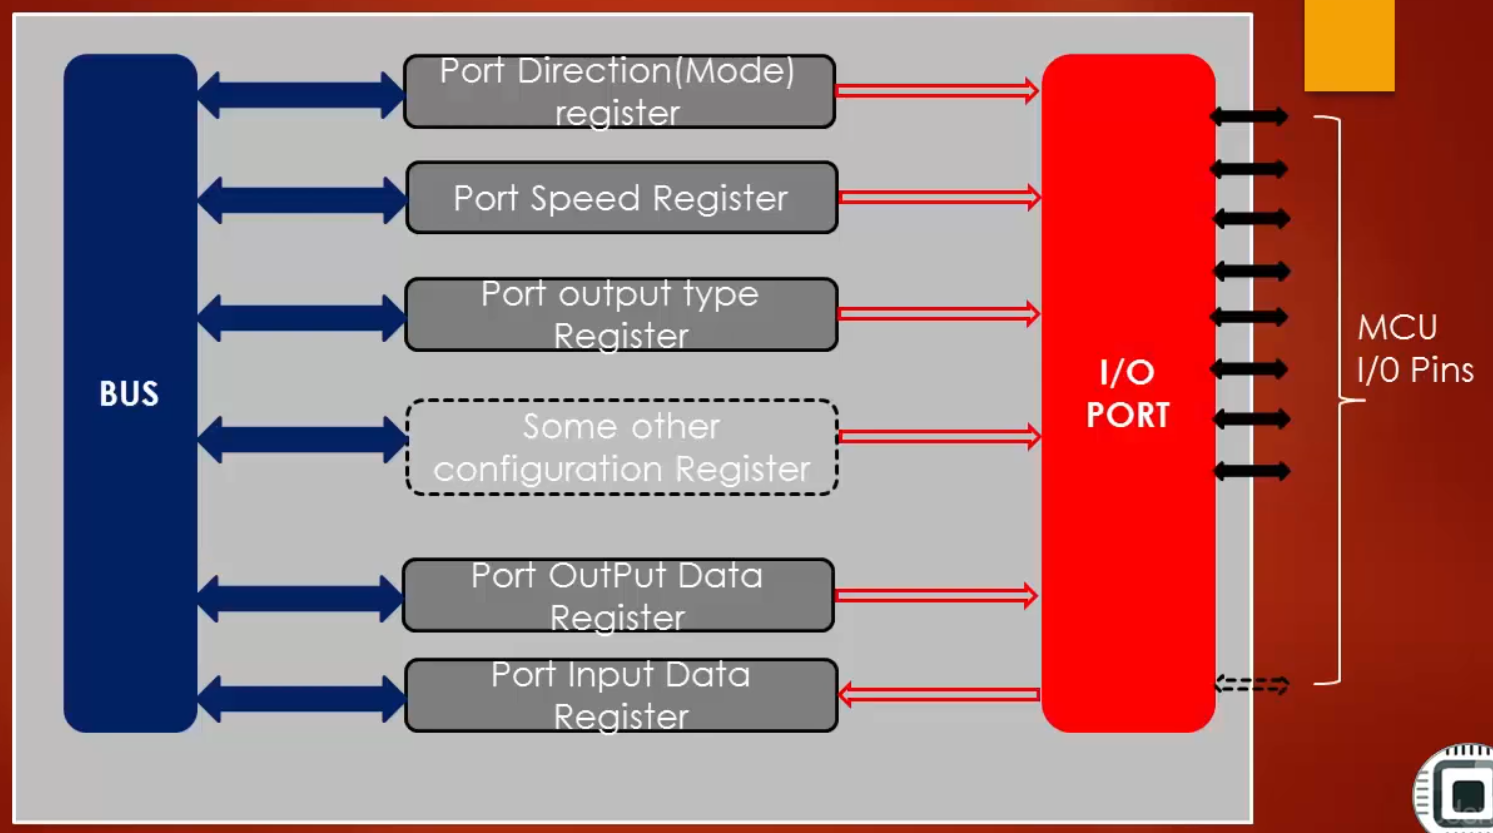 Port Direction(Mode)
register
Port Speed Register
Port output type
Register
BUS
Some other
configuration Register
Port OutPut Data
Register
Port Input Data
Register
I/O
PORT
MCU
I/0 Pins